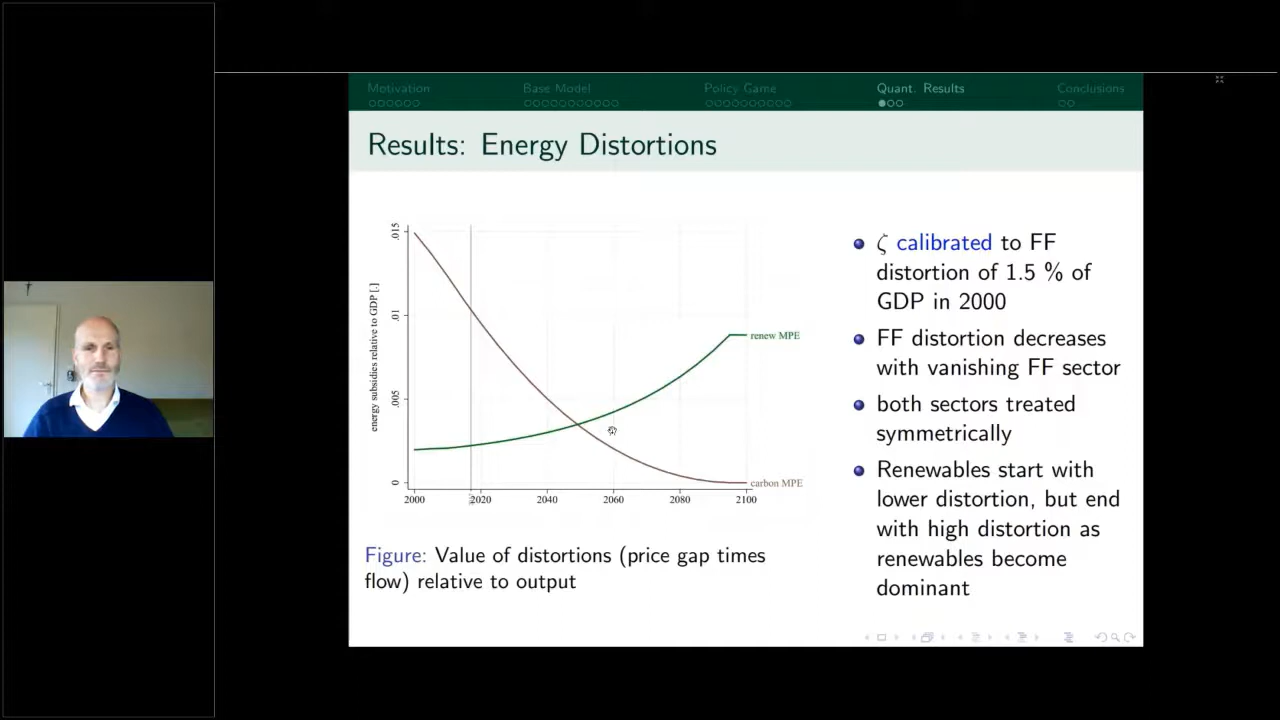 Motivation
Base Model
Policy Game
Quant. Results
Conclusions
Results: Energy Distortions
energy subsidies relative to GDP [.]
.015
.01
.005
0
2000
2020
2040
2060
2080
2100
renew MPE
carbon MPE
Figure: Value of distortions (price gap times
flow) relative to output
ζ calibrated to FF
distortion of 1.5 % of
GDP in 2000
FF distortion decreases
with vanishing FF sector
both sectors treated
symmetrically
Renewables start with
lower distortion, but end
with high distortion as
renewables become
dominant